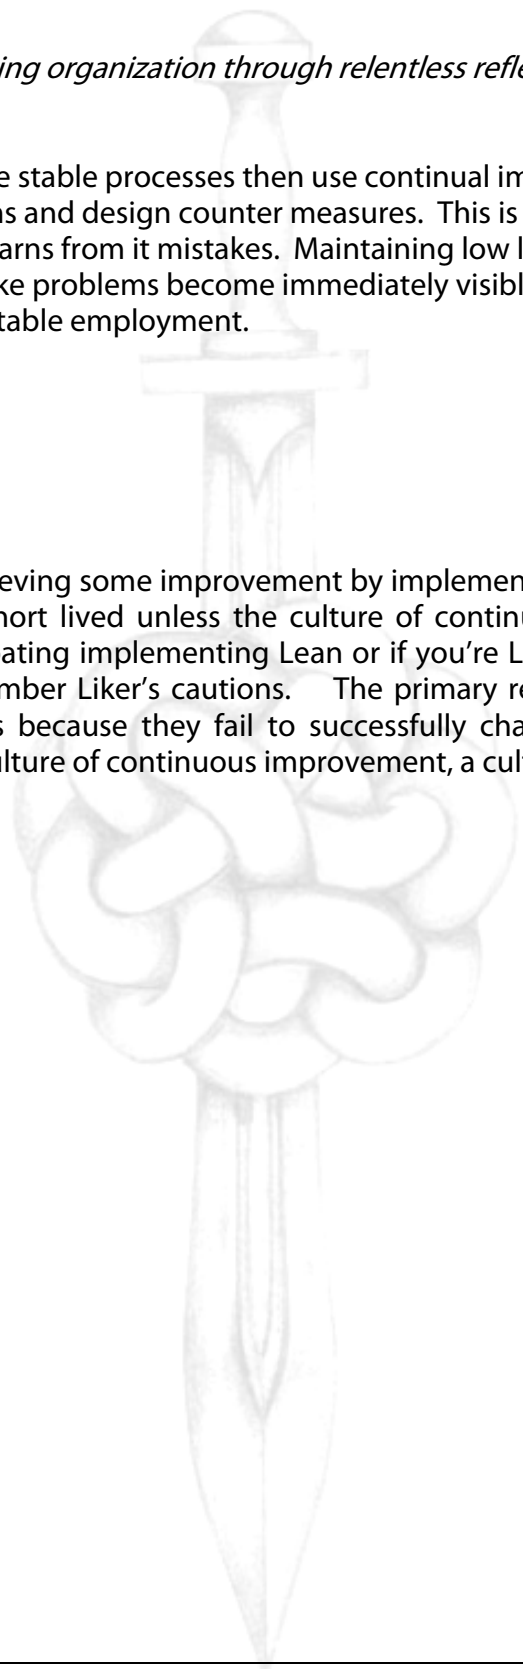 ing organization through relentless refle
e stable processes then use continual im
ns and design counter measures.  This is
arns from it mistakes.  Maintaining low l
ke problems become immediately visibl
table employment.
eving some improvement by implemen
hort lived unless the culture of continu
ating implementing Lean or if you’re L
mber Liker’s cautions.   The primary re
s because they fail to successfully cha
ulture of continuous improvement, a cult